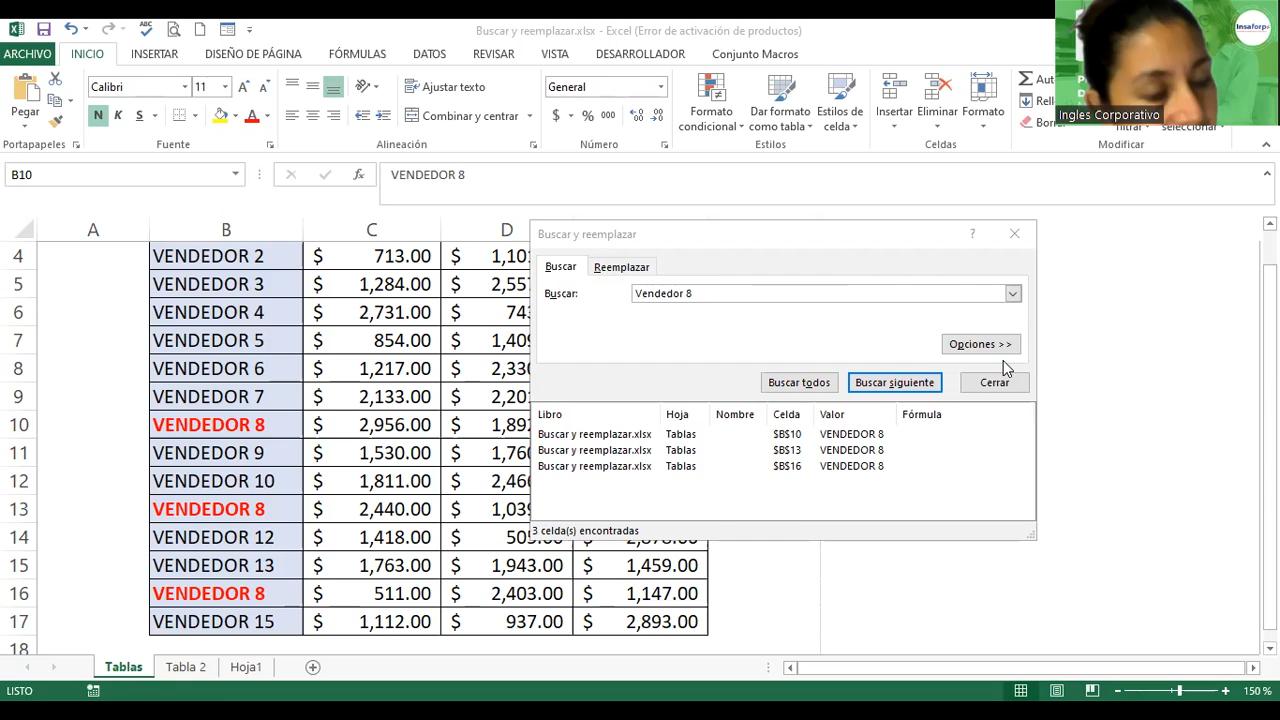 Buscar y reemplazar.xlsx - Excel (Error de activación de productos)
ARCHIVO INICIO INSERTAR DISEÑO DE PÁGINA FÓRMULAS DATOS REVISAR VISTA DESARROLLADOR Conjunto Macros
Insaforp
Ingles Corporativo
Pegar
Calibri 11
N K S
Ajustar texto
Combinar y centrar
General
$ % 000
Formato condicional
Dar formato como tabla
Estilos de celda
Insertar Eliminar Formato
Portapapeles Fuente Alineación Número Estilos Celdas Modificar
B10 fx VENDEDOR 8
A B C D
4 VENDEDOR 2 $ 713.00 $
5 VENDEDOR 3 $ 1,284.00 $
6 VENDEDOR 4 $ 2,731.00 $
7 VENDEDOR 5 $ 854.00 $
8 VENDEDOR 6 $ 1,217.00 $
9 VENDEDOR 7 $ 2,133.00 $
10 VENDEDOR 8 $ 2,956.00 $
11 VENDEDOR 9 $ 1,530.00 $
12 VENDEDOR 10 $ 1,811.00 $
13 VENDEDOR 8 $ 2,440.00 $
14 VENDEDOR 12 $ 1,418.00 $
15 VENDEDOR 13 $ 1,763.00 $ 1,943.00 $ 1,459.00
16 VENDEDOR 8 $ 511.00 $ 2,403.00 $ 1,147.00
17 VENDEDOR 15 $ 1,112.00 $ 937.00 $ 2,893.00
18
Buscar y reemplazar ?
Buscar Reemplazar
Buscar: Vendedor 8
Opciones >>
Buscar todos Buscar siguiente Cerrar
Libro Hoja Nombre Celda Valor Fórmula
Buscar y reemplazar.xlsx Tablas $B$10 VENDEDOR 8
Buscar y reemplazar.xlsx Tablas $B$13 VENDEDOR 8
Buscar y reemplazar.xlsx Tablas $B$16 VENDEDOR 8
3 celda(s) encontradas
Tablas Tabla 2 Hoja1
LISTO 150 %